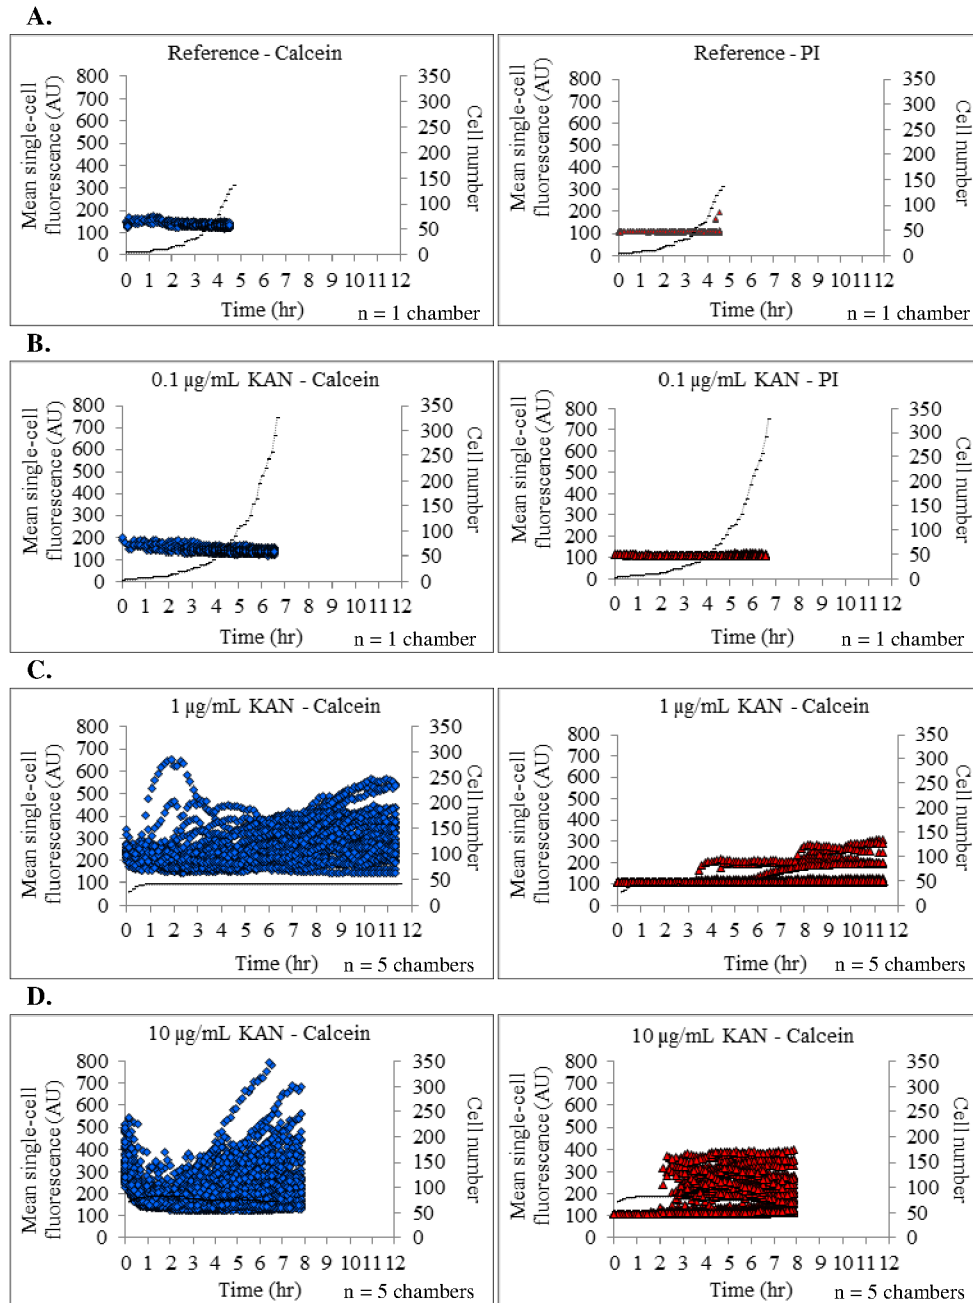 A.
Reference - Calcein
Mean single-cell fluorescence (AU)
800
700
600
500
400
300
200
100
0
350
300
250
200
150
100
50
0
Cell number
0 1 2 3 4 5 6 7 8 9 10 11 12
Time (hr)
n = 1 chamber
Reference - PI
Mean single-cell fluorescence (AU)
800
700
600
500
400
300
200
100
0
350
300
250
200
150
100
50
0
Cell number
0 1 2 3 4 5 6 7 8 9 10 11 12
Time (hr)
n = 1 chamber
B.
0.1 µg/mL KAN - Calcein
Mean single-cell fluorescence (AU)
800
700
600
500
400
300
200
100
0
350
300
250
200
150
100
50
0
Cell number
0 1 2 3 4 5 6 7 8 9 10 11 12
Time (hr)
n = 1 chamber
0.1 µg/mL KAN - PI
Mean single-cell fluorescence (AU)
800
700
600
500
400
300
200
100
0
350
300
250
200
150
100
50
0
Cell number
0 1 2 3 4 5 6 7 8 9 10 11 12
Time (hr)
n = 1 chamber
C.
1 µg/mL KAN - Calcein
Mean single-cell fluorescence (AU)
800
700
600
500
400
300
200
100
0
350
300
250
200
150
100
50
0
Cell number
0 1 2 3 4 5 6 7 8 9 10 11 12
Time (hr)
n = 5 chambers
1 µg/mL KAN - Calcein
Mean single-cell fluorescence (AU)
800
700
600
500
400
300
200
100
0
350
300
250
200
150
100
50
0
Cell number
0 1 2 3 4 5 6 7 8 9 10 11 12
Time (hr)
n = 5 chambers
D.
10 µg/mL KAN - Calcein
Mean single-cell fluorescence (AU)
800
700
600
500
400
300
200
100
0
350
300
250
200
150
100
50
0
Cell number
0 1 2 3 4 5 6 7 8 9 10 11 12
Time (hr)
n = 5 chambers
10 µg/mL KAN - Calcein
Mean single-cell fluorescence (AU)
800
700
600
500
400
300
200
100
0
350
300
250
200
150
100
50
0
Cell number
0 1 2 3 4 5 6 7 8 9 10 11 12
Time (hr)
n = 5 chambers